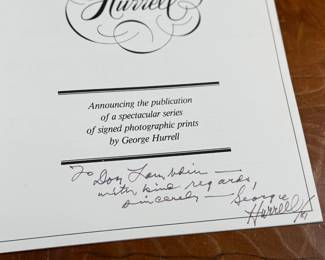 Hurrell
Announcing the publication
of a spectacular series
of signed photographic prints
by George Hurrell
To Don
with kind regards,
sincerely — George
Hurrell